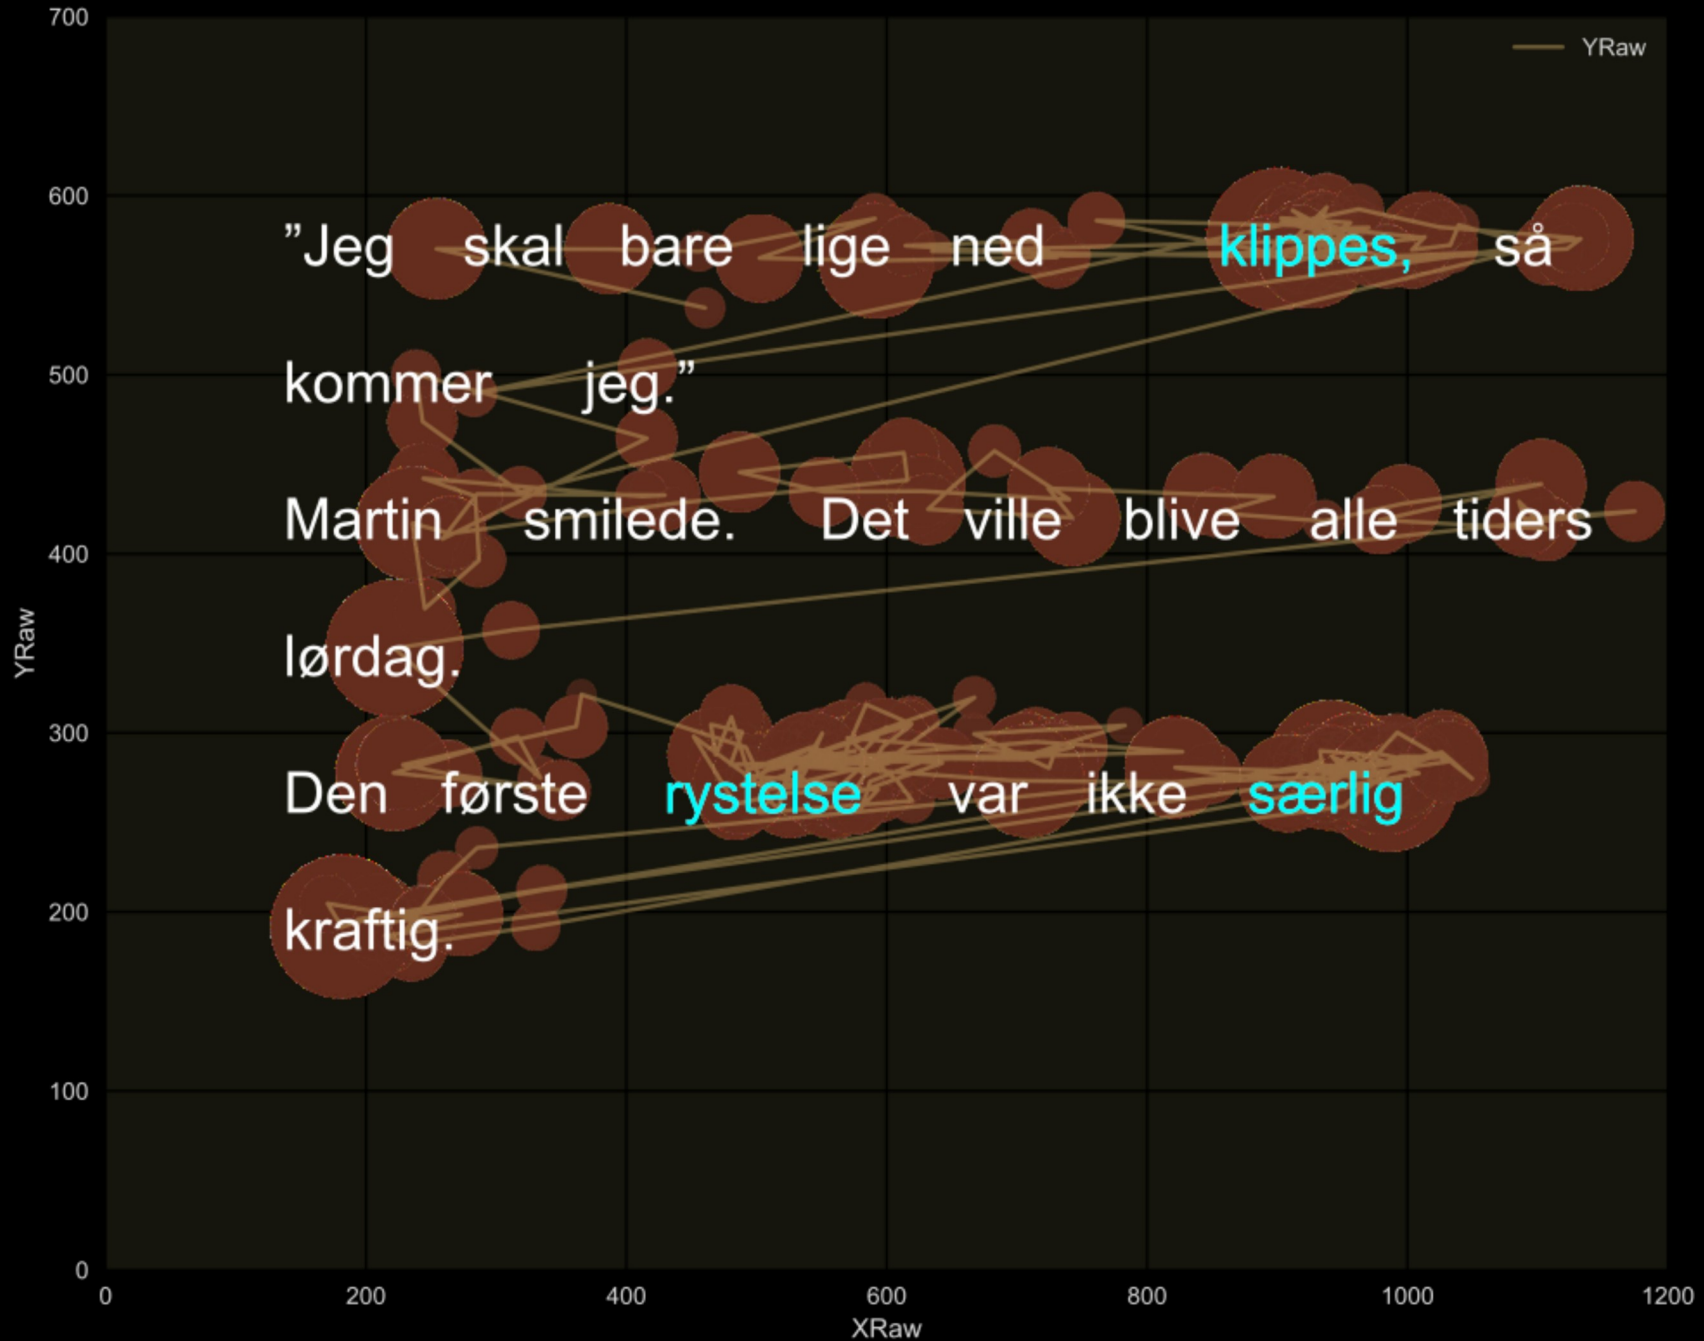 700
YRaw
600
”Jeg skal bare lige ned klippes, så
500
kommer jeg.”
Martin smilede. Det ville blive alle tiders
400
YRaw
lørdag.
300
Den første rystelse var ikke særlig
200
kraftig.
100
0
0 200 400 600 800 1000 1200
XRaw